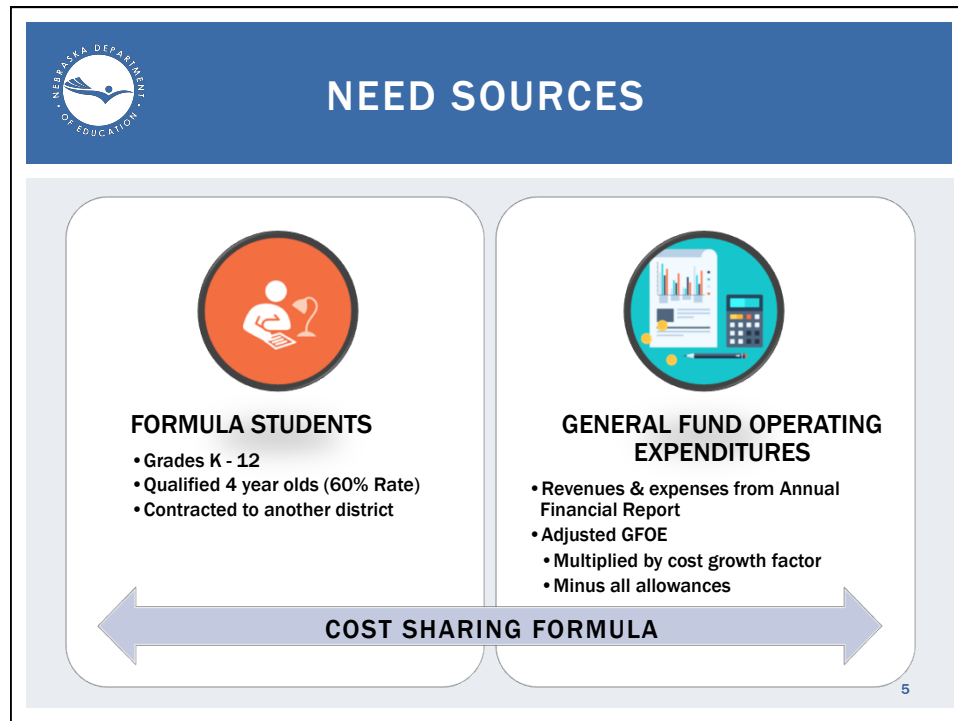 NEBRASKA DEPARTMENT
OF EDUCATION
NEED SOURCES
FORMULA STUDENTS
•Grades K - 12
•Qualified 4 year olds (60% Rate)
•Contracted to another district
GENERAL FUND OPERATING
EXPENDITURES
•Revenues & expenses from Annual
Financial Report
•Adjusted GFOE
•Multiplied by cost growth factor
•Minus all allowances
COST SHARING FORMULA
5